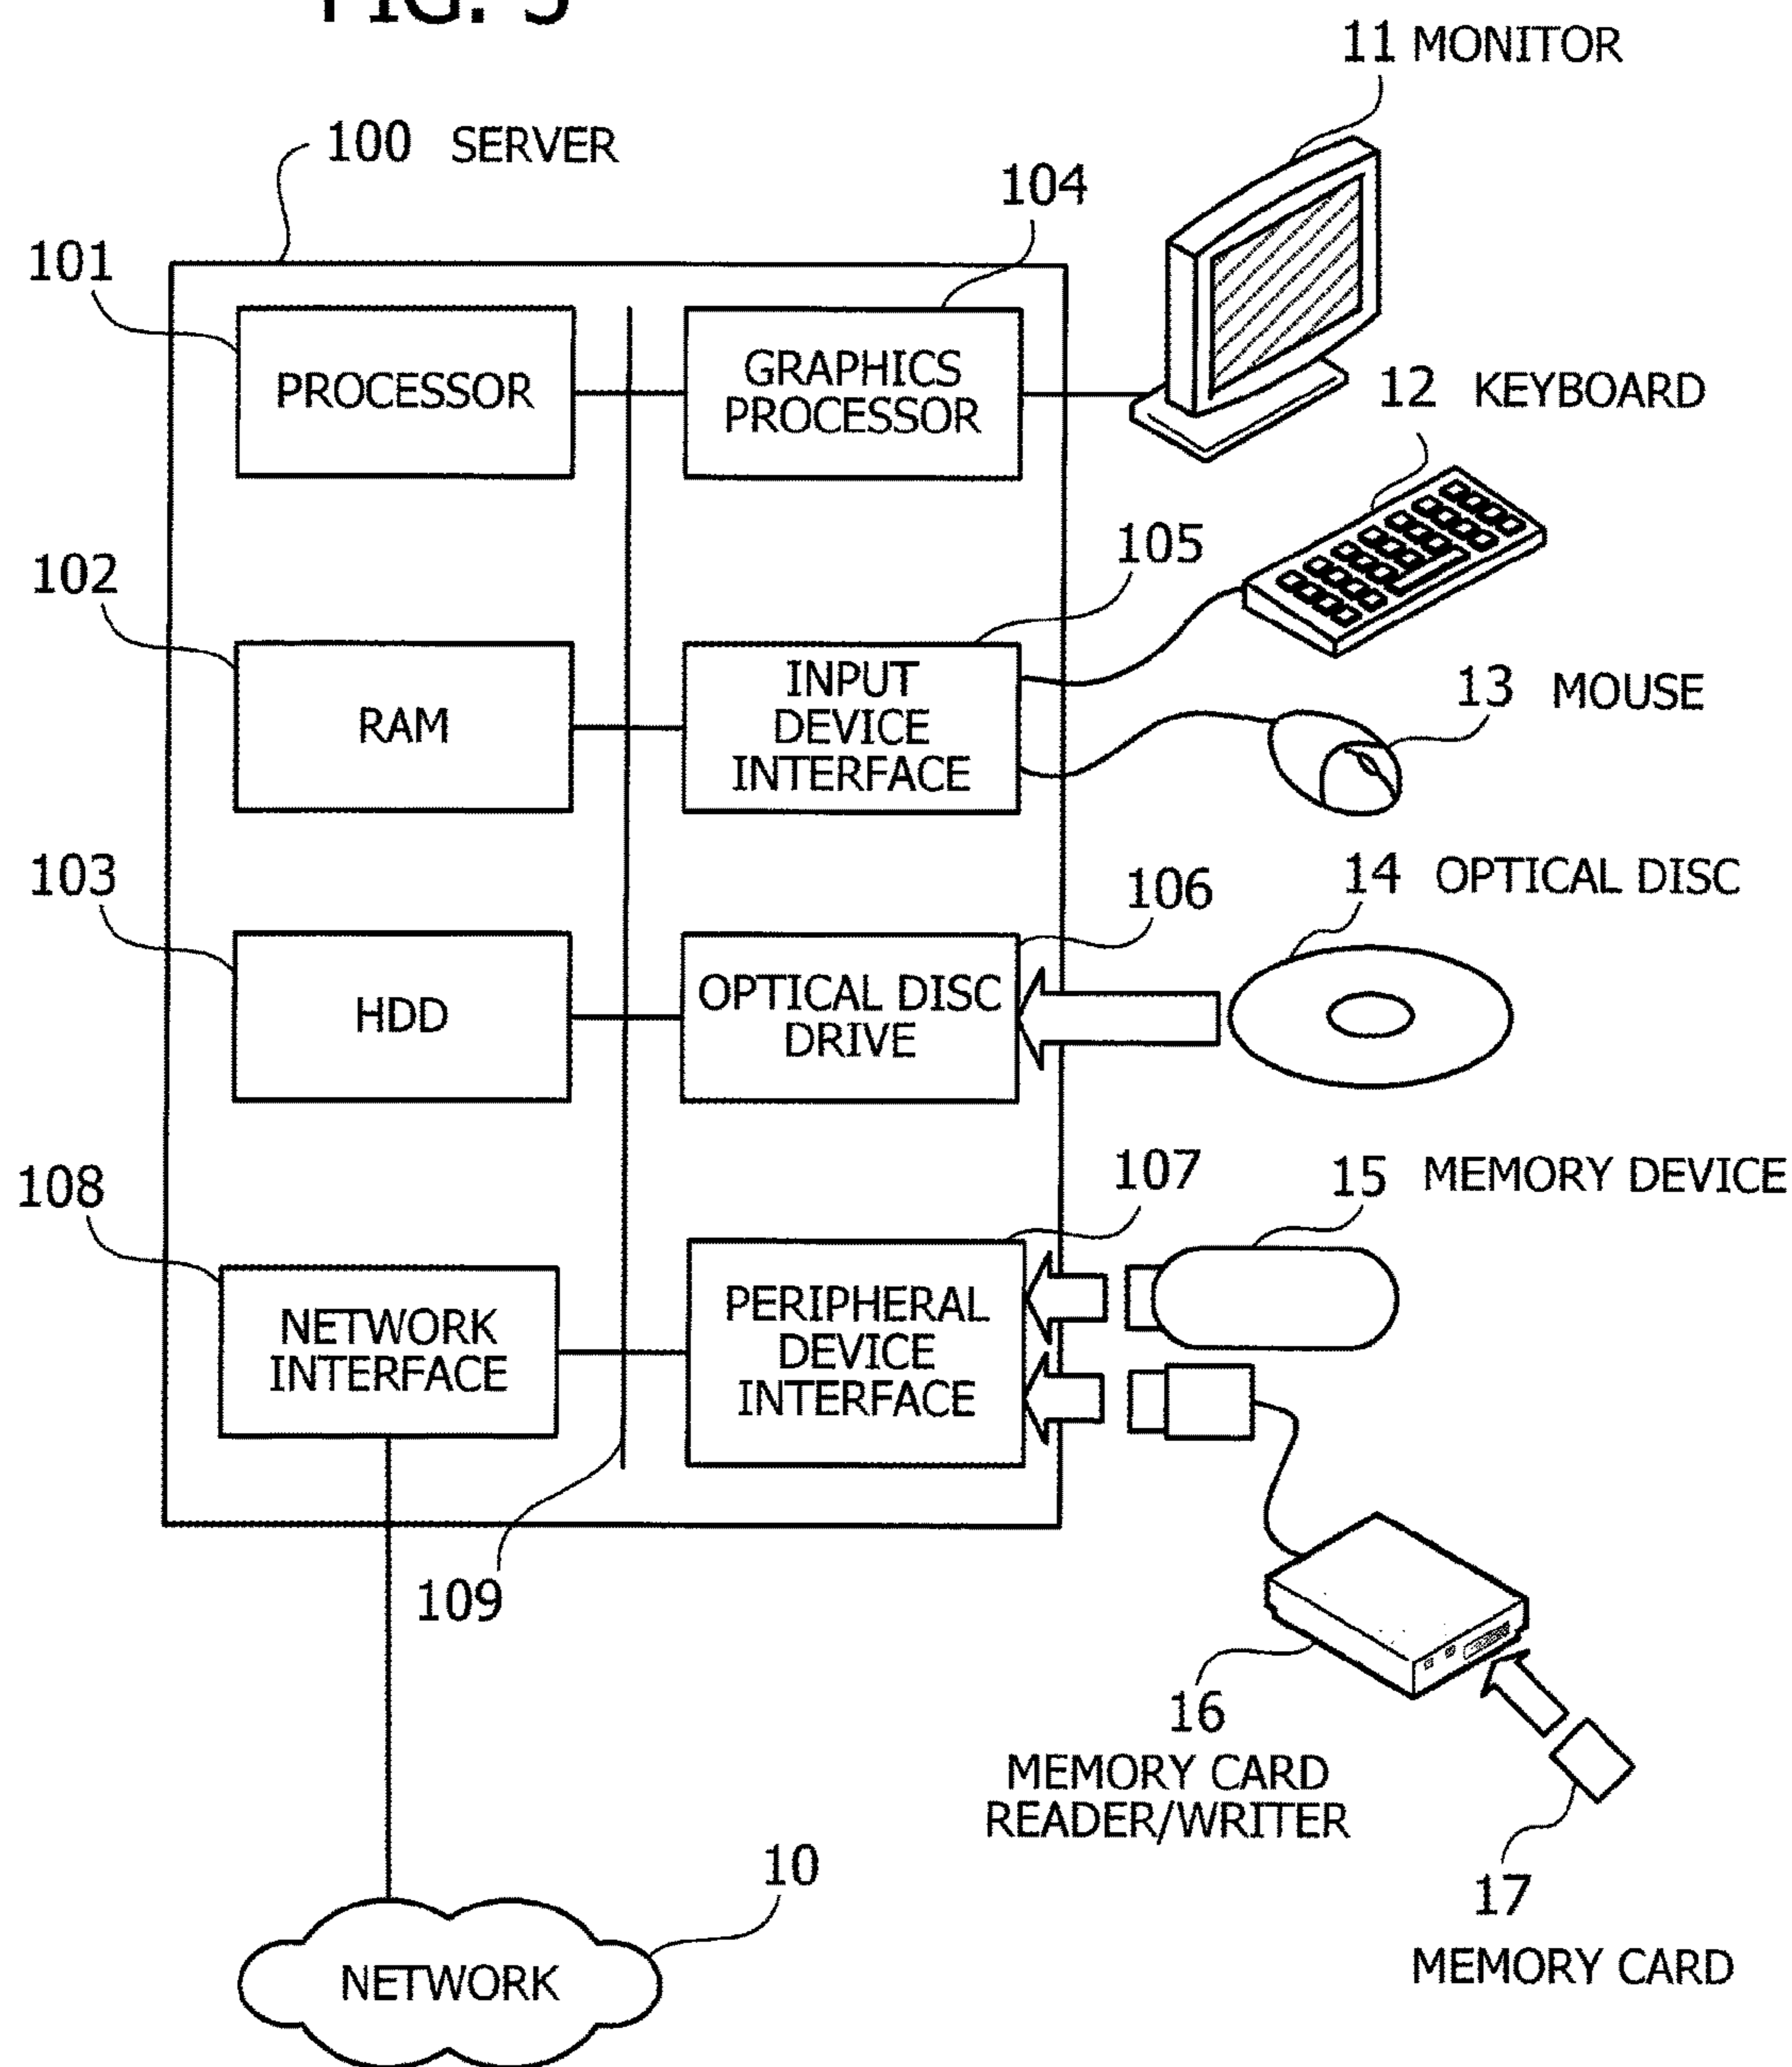 FIG. 3
11 MONITOR
100 SERVER
104
101
PROCESSOR
GRAPHICS
PROCESSOR
12 KEYBOARD
105
102
RAM
INPUT
DEVICE
INTERFACE
13 MOUSE
103
106
14 OPTICAL DISC
HDD
OPTICAL DISC
DRIVE
107
15 MEMORY DEVICE
108
NETWORK
INTERFACE
PERIPHERAL
DEVICE
INTERFACE
109
16
MEMORY CARD
READER/WRITER
10
17
MEMORY CARD
NETWORK